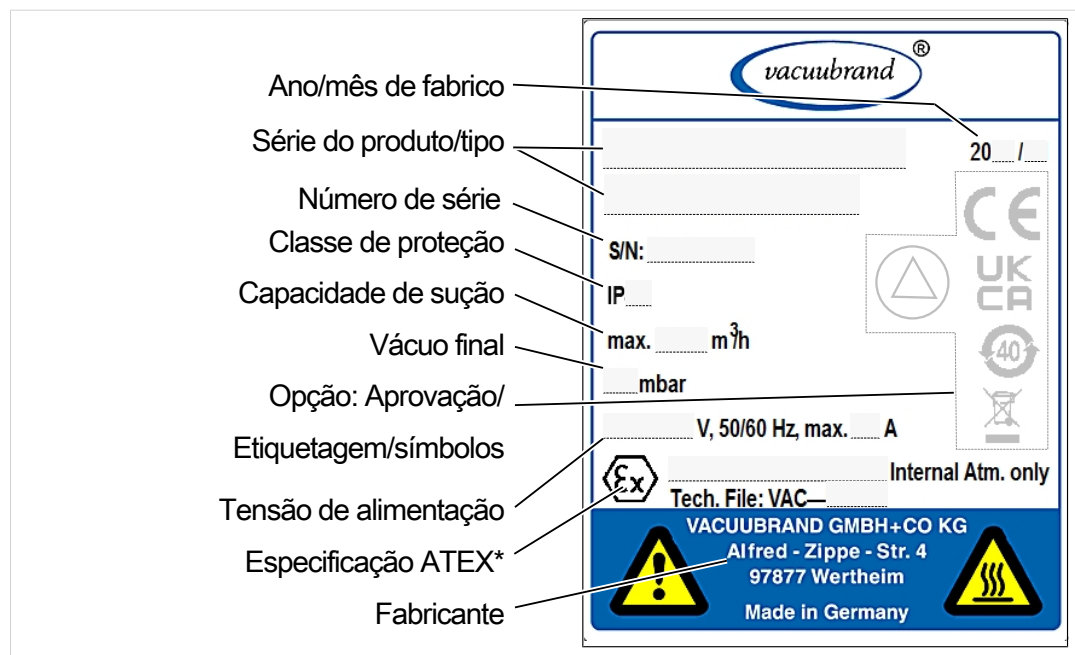 vacuubrand
®
Ano/mês de fabrico
Série do produto/tipo
20 /
Número de série
S/N:
Classe de proteção
IP
Capacidade de sução
max. m³/h
Vácuo final
mbar
Opção: Aprovação/
Etiquetagem/símbolos
CE
UK
CA
40
V, 50/60 Hz, max. A
Tensão de alimentação
Especificação ATEX*
Ex
Internal Atm. only
Tech. File: VAC—
Fabricante
VACUUBRAND GMBH+CO KG
Alfred - Zippe - Str. 4
97877 Wertheim
Made in Germany